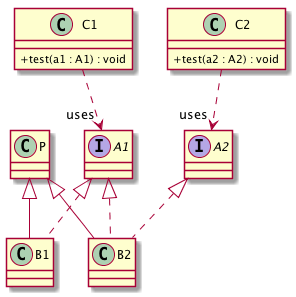 C C1
+test(a1 : A1) : void
C C2
+test(a2 : A2) : void
uses
uses
C P
I A1
I A2
C B1
C B2